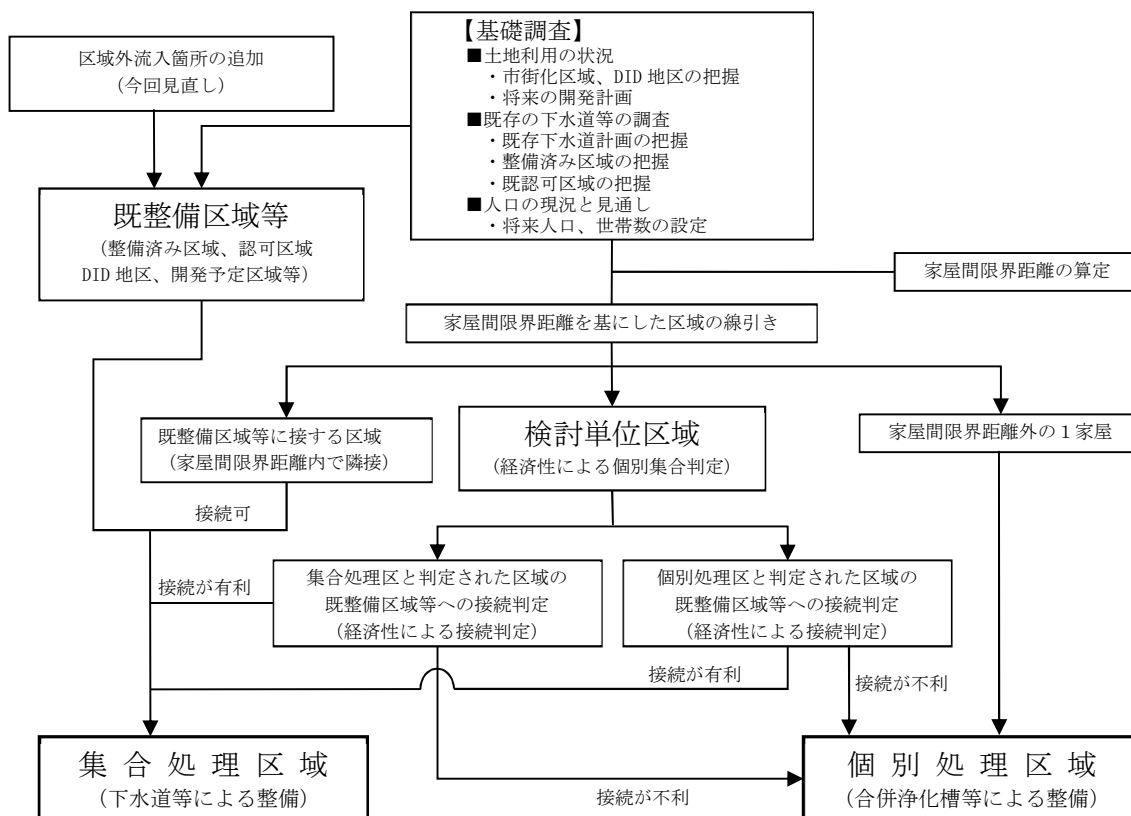 区域外流入箇所の追加
(今回見直し)
【基礎調査】
■土地利用の状況
・市街化区域、DID 地区の把握
・将来の開発計画
■既存の下水道等の調査
・既存下水道計画の把握
・整備済み区域の把握
・既認可区域の把握
■人口の現況と見通し
・将来人口、世帯数の設定
既整備区域等
(整備済み区域、認可区域
DID 地区、開発予定区域等)
家屋間限界距離の算定
家屋間限界距離を基にした区域の線引き
既整備区域等に接する区域
(家屋間限界距離内で隣接)
検討単位区域
(経済性による個別集合判定)
家屋間限界距離外の1家屋
接続可
接続が有利
集合処理区と判定された区域の
既整備区域等への接続判定
(経済性による接続判定)
個別処理区と判定された区域の
既整備区域等への接続判定
(経済性による接続判定)
接続が有利
接続が不利
集合処理区域
(下水道等による整備)
接続が不利
個別処理区域
(合併浄化槽等による整備)